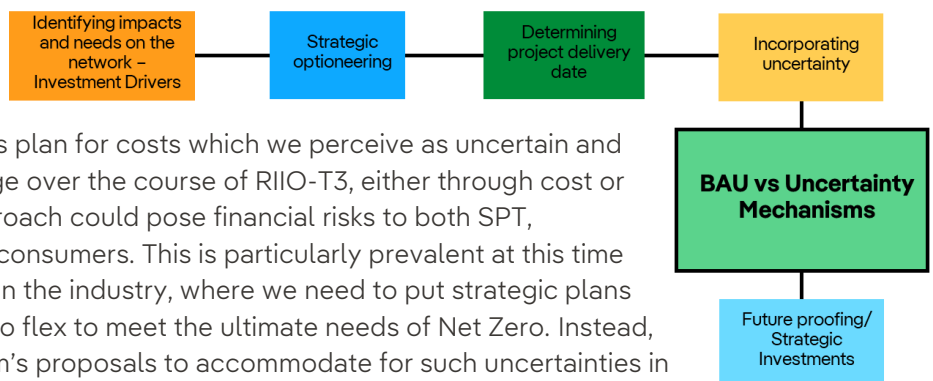 Identifying impacts
and needs on the
network –
Investment Drivers
Strategic
optioneering
Determining
project delivery
date
Incorporating
uncertainty
BAU vs Uncertainty
Mechanisms
Future proofing/
Strategic
Investments
s plan for costs which we perceive as uncertain and
ge over the course of RIIO-T3, either through cost or
roach could pose financial risks to both SPT,
consumers. This is particularly prevalent at this time
n the industry, where we need to put strategic plans
o flex to meet the ultimate needs of Net Zero. Instead,
m's proposals to accommodate for such uncertainties in